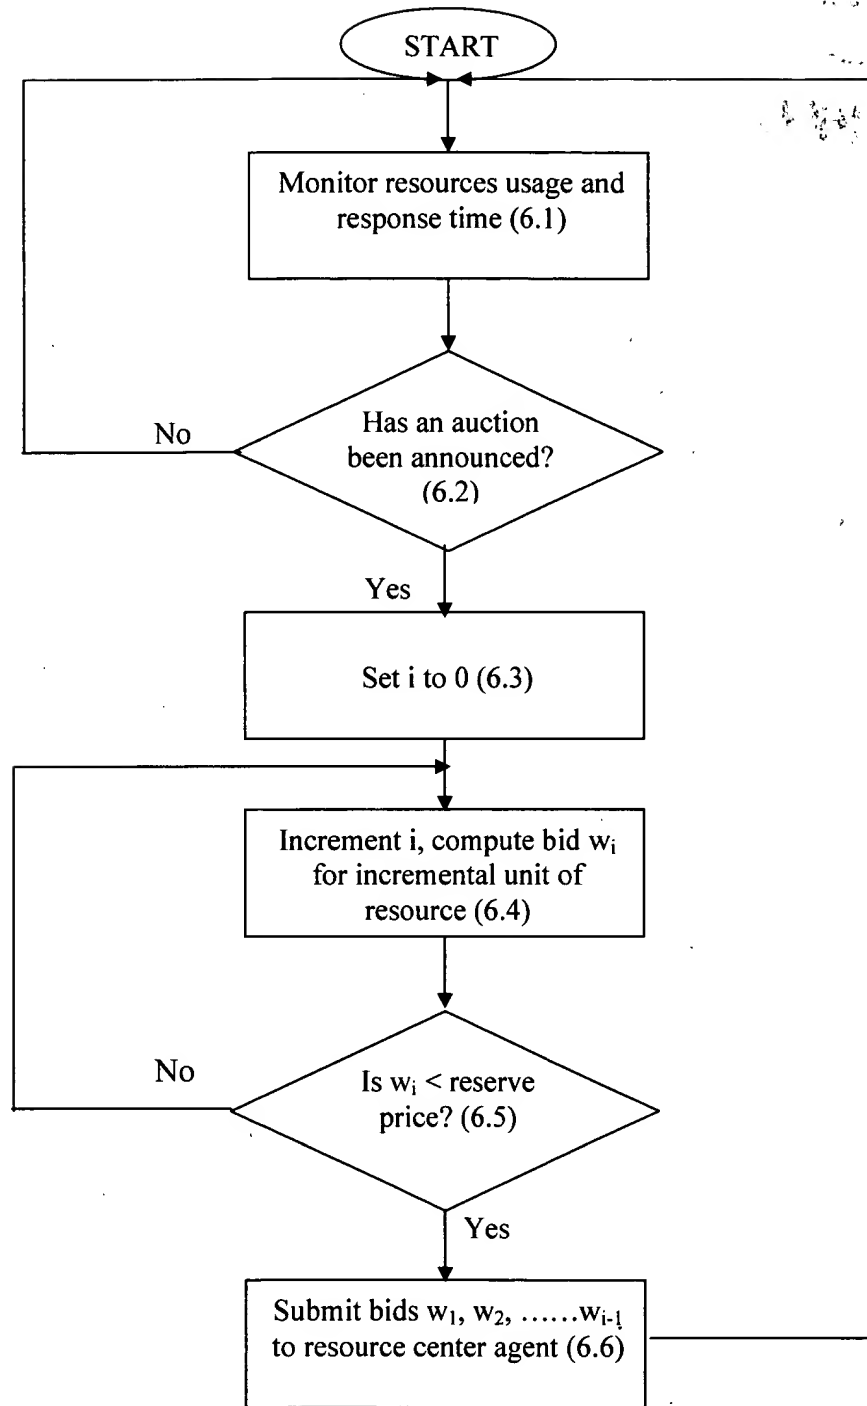 START
Monitor resources usage and
response time (6.1)
Has an auction
been announced?
(6.2)
No
Yes
Set i to 0 (6.3)
Increment i, compute bid wᵢ
for incremental unit of
resource (6.4)
No
Is wᵢ < reserve
price? (6.5)
Yes
Submit bids w₁, w₂, ……wᵢ₋₁
to resource center agent (6.6)